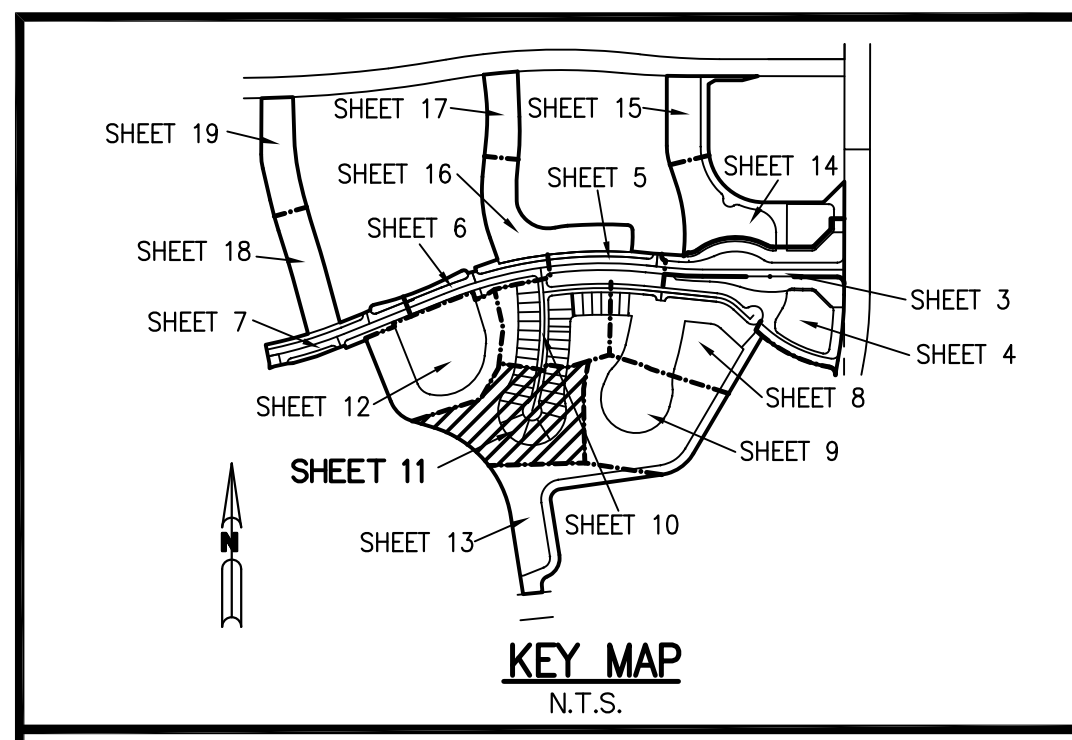 SHEET 17
SHEET 15
SHEET 19
SHEET 14
SHEET 16
SHEET 5
SHEET 6
SHEET 18
SHEET 3
SHEET 7
SHEET 4
SHEET 12
SHEET 8
SHEET 9
SHEET 11
SHEET 10
SHEET 13
N
KEY MAP
N.T.S.